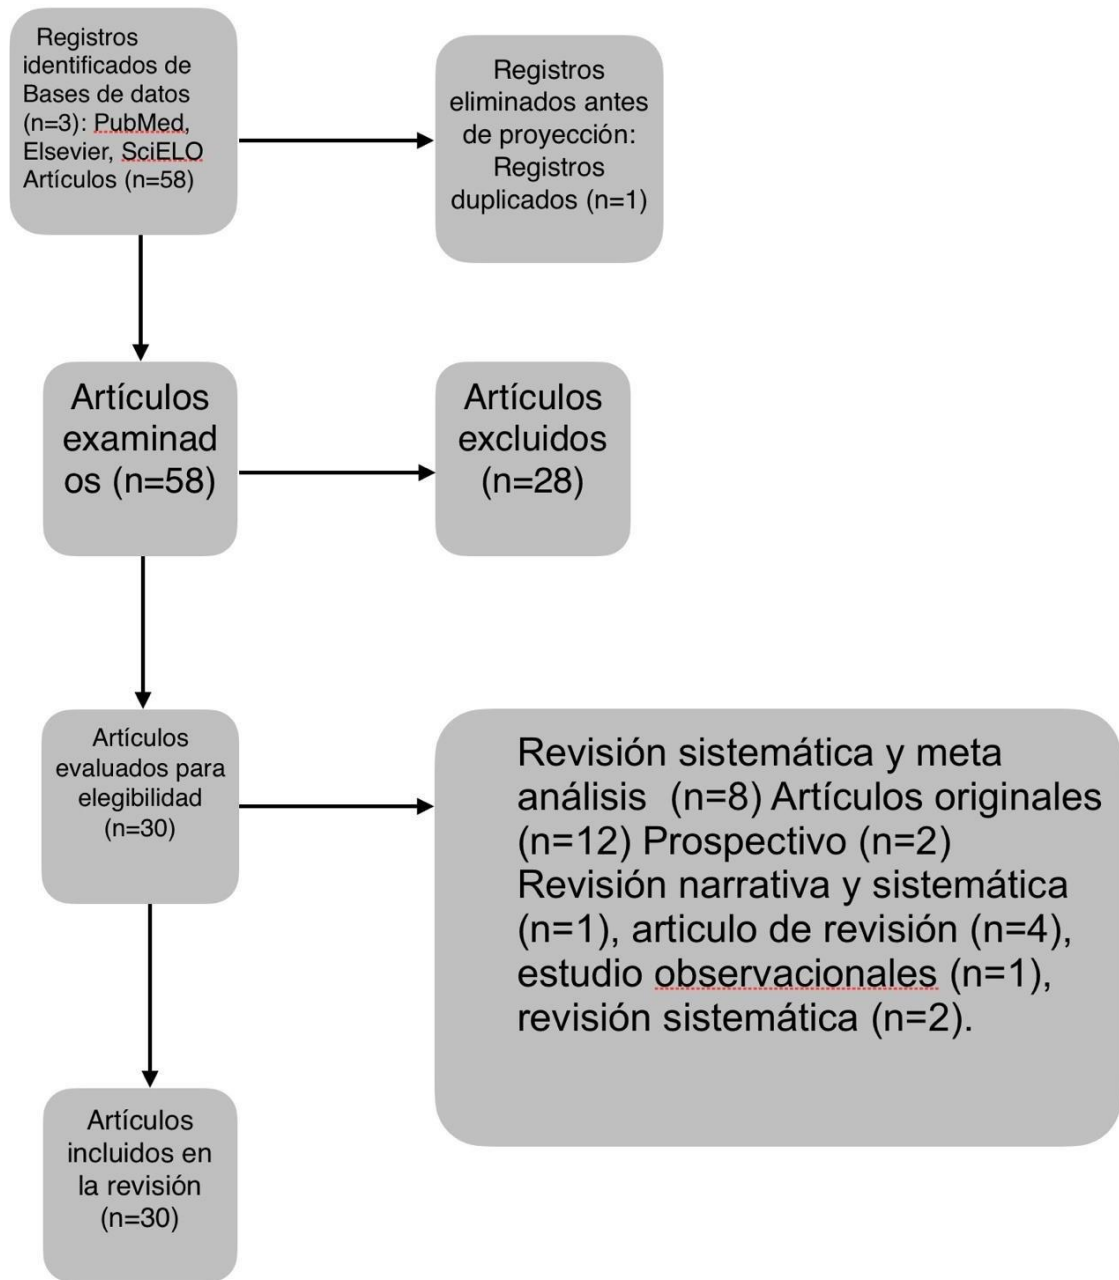 Registros
identificados de
Bases de datos
(n=3): PubMed,
Elsevier, SciELO
Artículos (n=58)
Registros
eliminados antes
de proyección:
Registros
duplicados (n=1)
Artículos
examinad
os (n=58)
Artículos
excluidos
(n=28)
Artículos
evaluados para
elegibilidad
(n=30)
Revisión sistemática y meta
análisis (n=8) Artículos originales
(n=12) Prospectivo (n=2)
Revisión narrativa y sistemática
(n=1), articulo de revisión (n=4),
estudio observacionales (n=1),
revisión sistemática (n=2).
Artículos
incluidos en
la revisión
(n=30)